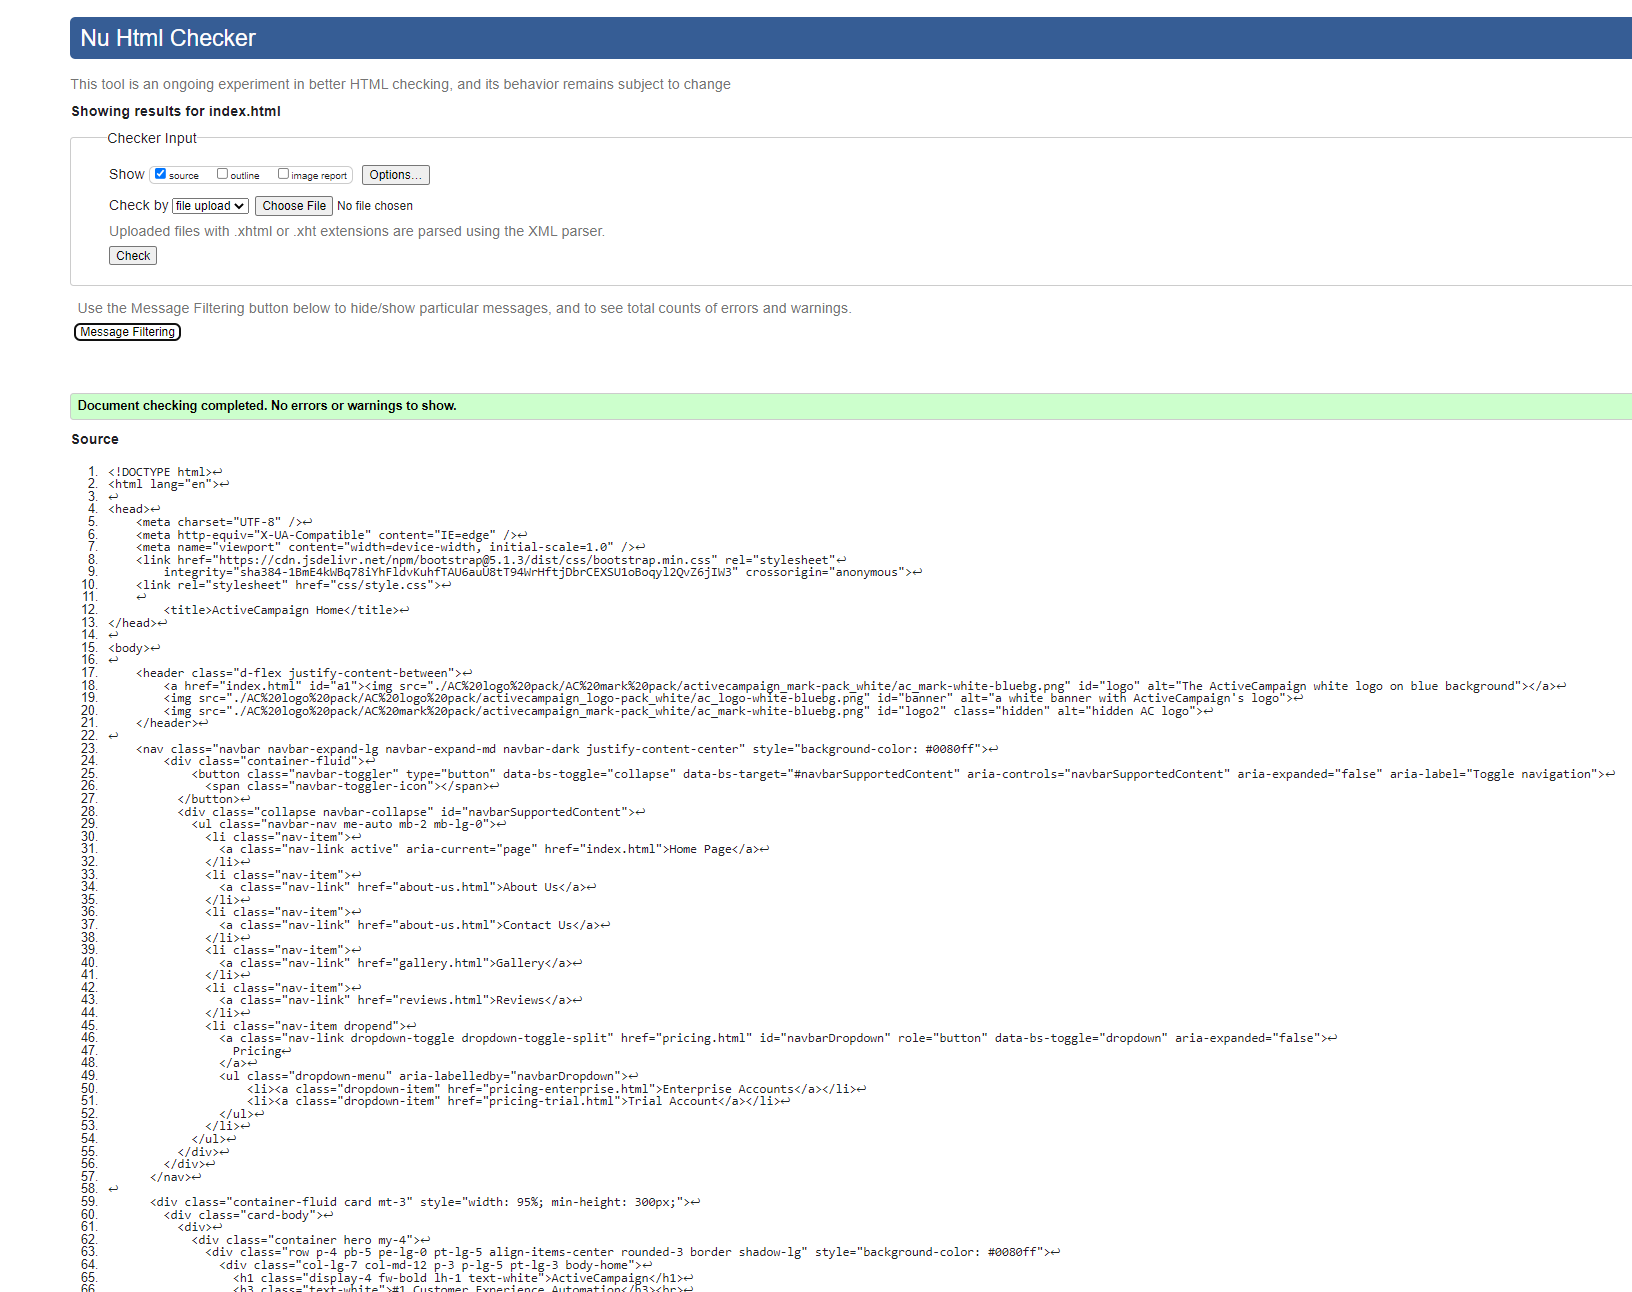 Nu Html Checker
This tool is an ongoing experiment in better HTML checking, and its behavior remains subject to change
Showing results for index.html
Checker Input
Show source outline image report Options...
Check by file upload Choose File No file chosen
Uploaded files with .xhtml or .xht extensions are parsed using the XML parser.
Check
Use the Message Filtering button below to hide/show particular messages, and to see total counts of errors and warnings.
Message Filtering
Document checking completed. No errors or warnings to show.
Source
1. <!DOCTYPE html>↩
2. <html lang="en">↩
3. ↩
4. <head>↩
5. <meta charset="UTF-8" />↩
6. <meta http-equiv="X-UA-Compatible" content="IE=edge" />↩
7. <meta name="viewport" content="width=device-width, initial-scale=1.0" />↩
8. <link href="https://cdn.jsdelivr.net/npm/bootstrap@5.1.3/dist/css/bootstrap.min.css" rel="stylesheet"↩
9. integrity="sha384-1BmE4kWBq78iYhFldvKuhfTAU6auU8tT94WrHftjDbrCEXSU1oBoqyl2QvZ6jIW3" crossorigin="anonymous">↩
10. <link rel="stylesheet" href="css/style.css">↩
11. ↩
12. <title>ActiveCampaign Home</title>↩
13. </head>↩
14. ↩
15. <body>↩
16. ↩
17. <header class="d-flex justify-content-between">↩
18. <a href="index.html" id="a1"><img src="./AC%20logo%20pack/AC%20mark%20pack/activecampaign_mark-pack_white/ac_mark-white-bluebg.png" id="logo" alt="The ActiveCampaign white logo on blue background"></a>↩
19. <img src="./AC%20logo%20pack/AC%20logo%20pack/activecampaign_logo-pack_white/ac_logo-white-bluebg.png" id="banner" alt="a white banner with ActiveCampaign's logo">↩
20. <img src="./AC%20logo%20pack/AC%20mark%20pack/activecampaign_mark-pack_white/ac_mark-white-bluebg.png" id="logo2" class="hidden" alt="hidden AC logo">↩
21. </header>↩
22. ↩
23. <nav class="navbar navbar-expand-lg navbar-expand-md navbar-dark justify-content-center" style="background-color: #0080ff">↩
24. <div class="container-fluid">↩
25. <button class="navbar-toggler" type="button" data-bs-toggle="collapse" data-bs-target="#navbarSupportedContent" aria-controls="navbarSupportedContent" aria-expanded="false" aria-label="Toggle navigation">↩
26. <span class="navbar-toggler-icon"></span>↩
27. </button>↩
28. <div class="collapse navbar-collapse" id="navbarSupportedContent">↩
29. <ul class="navbar-nav me-auto mb-2 mb-lg-0">↩
30. <li class="nav-item">↩
31. <a class="nav-link active" aria-current="page" href="index.html">Home Page</a>↩
32. </li>↩
33. <li class="nav-item">↩
34. <a class="nav-link" href="about-us.html">About Us</a>↩
35. </li>↩
36. <li class="nav-item">↩
37. <a class="nav-link" href="about-us.html">Contact Us</a>↩
38. </li>↩
39. <li class="nav-item">↩
40. <a class="nav-link" href="gallery.html">Gallery</a>↩
41. </li>↩
42. <li class="nav-item">↩
43. <a class="nav-link" href="reviews.html">Reviews</a>↩
44. </li>↩
45. <li class="nav-item dropend">↩
46. <a class="nav-link dropdown-toggle dropdown-toggle-split" href="pricing.html" id="navbarDropdown" role="button" data-bs-toggle="dropdown" aria-expanded="false">↩
47. Pricing↩
48. </a>↩
49. <ul class="dropdown-menu" aria-labelledby="navbarDropdown">↩
50. <li><a class="dropdown-item" href="pricing-enterprise.html">Enterprise Accounts</a></li>↩
51. <li><a class="dropdown-item" href="pricing-trial.html">Trial Account</a></li>↩
52. </ul>↩
53. </li>↩
54. </ul>↩
55. </div>↩
56. </div>↩
57. </nav>↩
58. ↩
59. <div class="container-fluid card mt-3" style="width: 95%; min-height: 300px;">↩
60. <div class="card-body">↩
61. <div>↩
62. <div class="container hero my-4">↩
63. <div class="row p-4 pb-5 pe-lg-0 pt-lg-5 align-items-center rounded-3 border shadow-lg" style="background-color: #0080ff">↩
64. <div class="col-lg-7 col-md-12 p-3 p-lg-5 pt-lg-3 body-home">↩
65. <h1 class="display-4 fw-bold lh-1 text-white">ActiveCampaign</h1>↩
66. <h3 class="text-white">#1 Customer Experience Automation</h3><br>↩